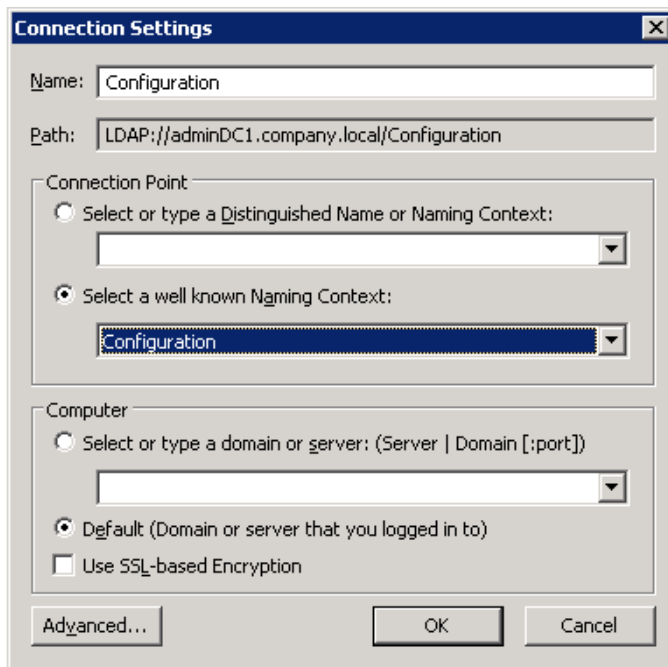 Connection Settings
Name: Configuration
Path: LDAP://adminDC1.company.local/Configuration
Connection Point
Select or type a Distinguished Name or Naming Context:
Select a well known Naming Context:
Configuration
Computer
Select or type a domain or server: (Server | Domain [:port])
Default (Domain or server that you logged in to)
Use SSL-based Encryption
Advanced... OK Cancel